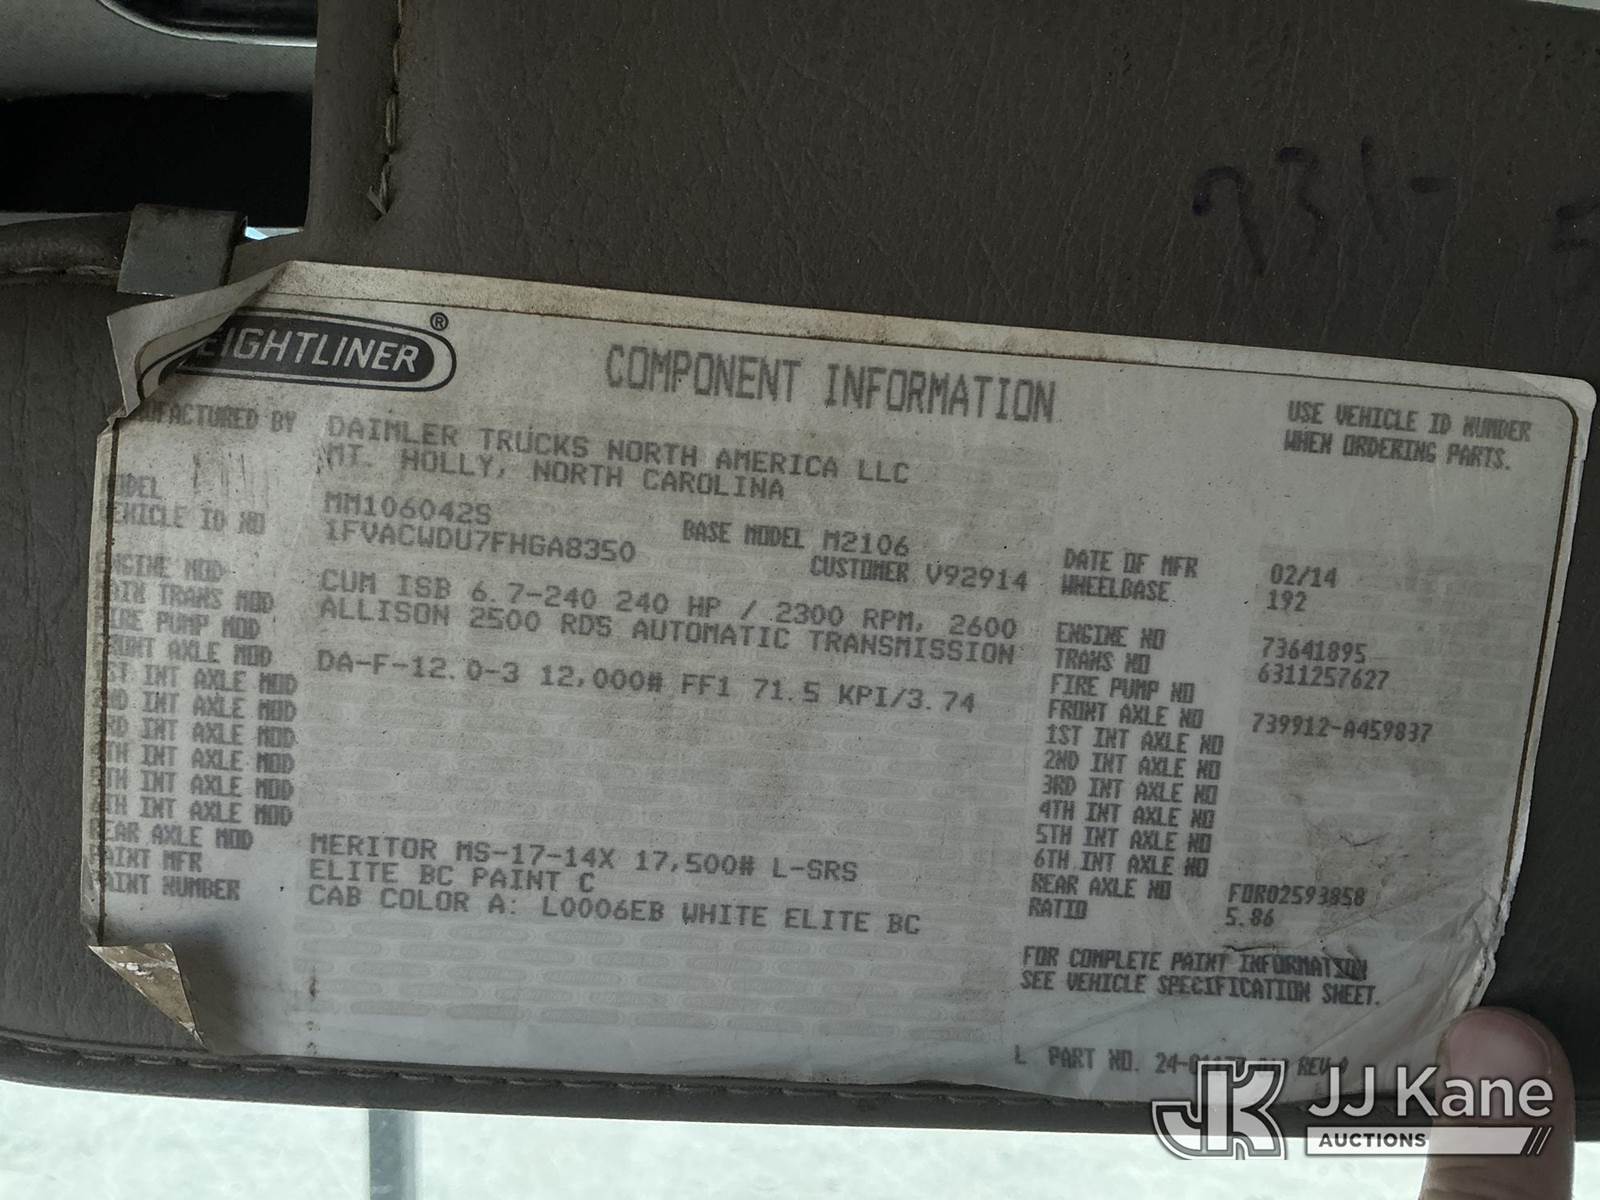 731-
EIGHTLINER®
COMPONENT INFORMATION
USE VEHICLE ID NUMBER
WHEN ORDERING PARTS.
MANUFACTURED BY DAIMLER TRUCKS NORTH AMERICA LLC
MT. HOLLY, NORTH CAROLINA
MODEL MM106042S BASE MODEL M2106 DATE OF MFR 02/14
VEHICLE ID NO 1FVACWDU7FHGA8350 CUSTOMER V92914 WHEELBASE 192
ENGINE MOD CUM ISB 6.7-240 240 HP / 2300 RPM, 2600 ENGINE NO 73641895
MAIN TRANS MOD ALLISON 2500 RDS AUTOMATIC TRANSMISSION TRANS NO 6311257627
FIRE PUMP MOD FIRE PUMP NO
FRONT AXLE MOD DA-F-12.0-3 12,000# FF1 71.5 KPI/3.74 FRONT AXLE NO 739912-A459837
1ST INT AXLE MOD 1ST INT AXLE NO
2ND INT AXLE MOD 2ND INT AXLE NO
3RD INT AXLE MOD 3RD INT AXLE NO
4TH INT AXLE MOD 4TH INT AXLE NO
5TH INT AXLE MOD 5TH INT AXLE NO
6TH INT AXLE MOD 6TH INT AXLE NO
REAR AXLE MOD MERITOR MS-17-14X 17,500# L-SRS REAR AXLE NO FOR02593858
PAINT MFR ELITE BC PAINT C RATIO 5.86
PAINT NUMBER CAB COLOR A: L0006EB WHITE ELITE BC
FOR COMPLETE PAINT INFORMATION
SEE VEHICLE SPECIFICATION SHEET.
L PART NO. REV
JK JJ Kane
AUCTIONS